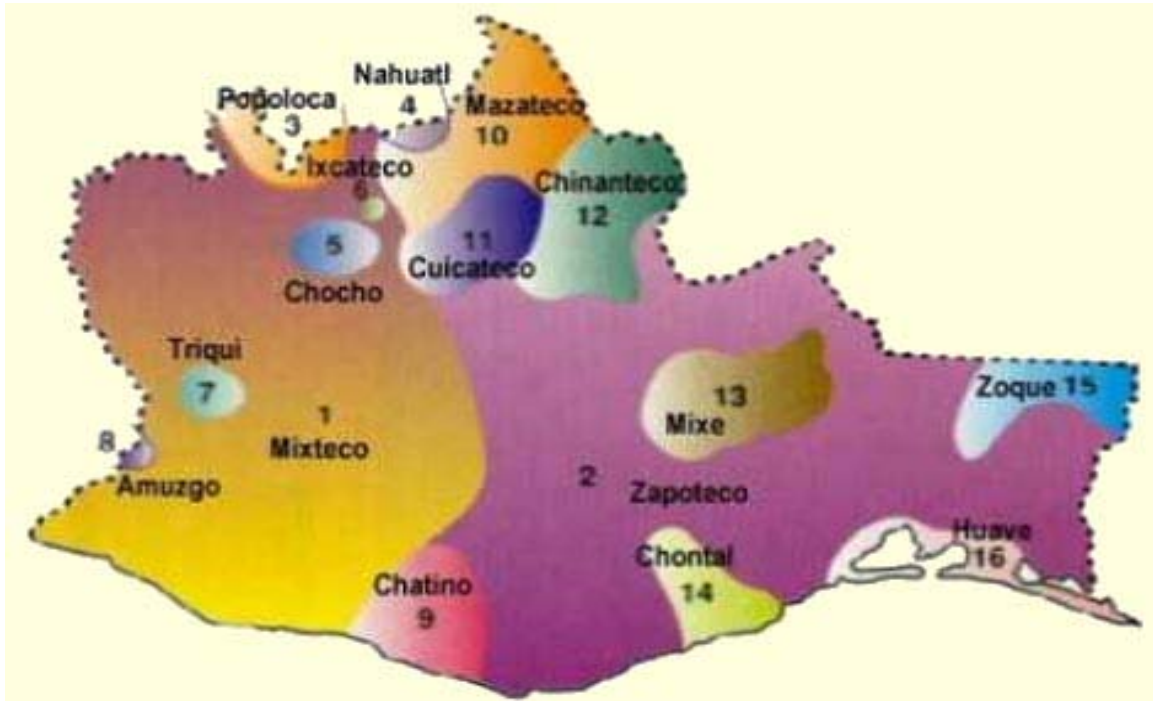 Nahuatl
4
Popoloca
3
Mazateco
10
Ixcateco
6
Chinanteco
12
5
Chocho
11
Cuicateco
Triqui
7
1
Mixteco
8
Amuzgo
13
Mixe
Zoque 15
2
Zapoteco
Chontal
14
Huave
16
Chatino
9